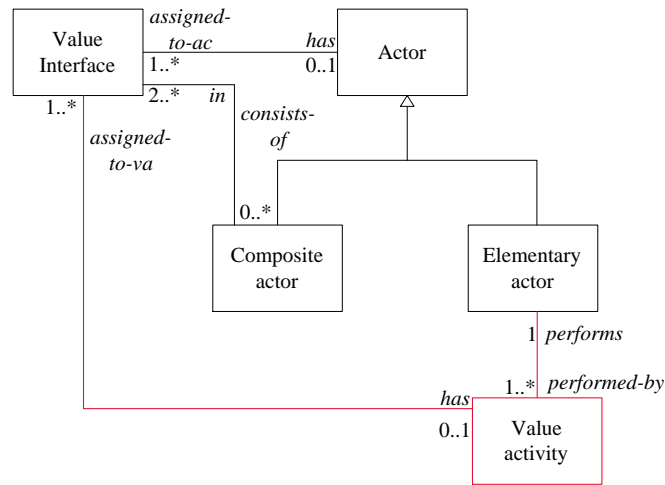 Value
Interface
assigned-
to-ac
1..*
has
0..1
Actor
2..*
in
consists-
of
1..*
assigned-
to-va
0..*
Composite
actor
Elementary
actor
1
performs
1..*
performed-by
has
0..1
Value
activity